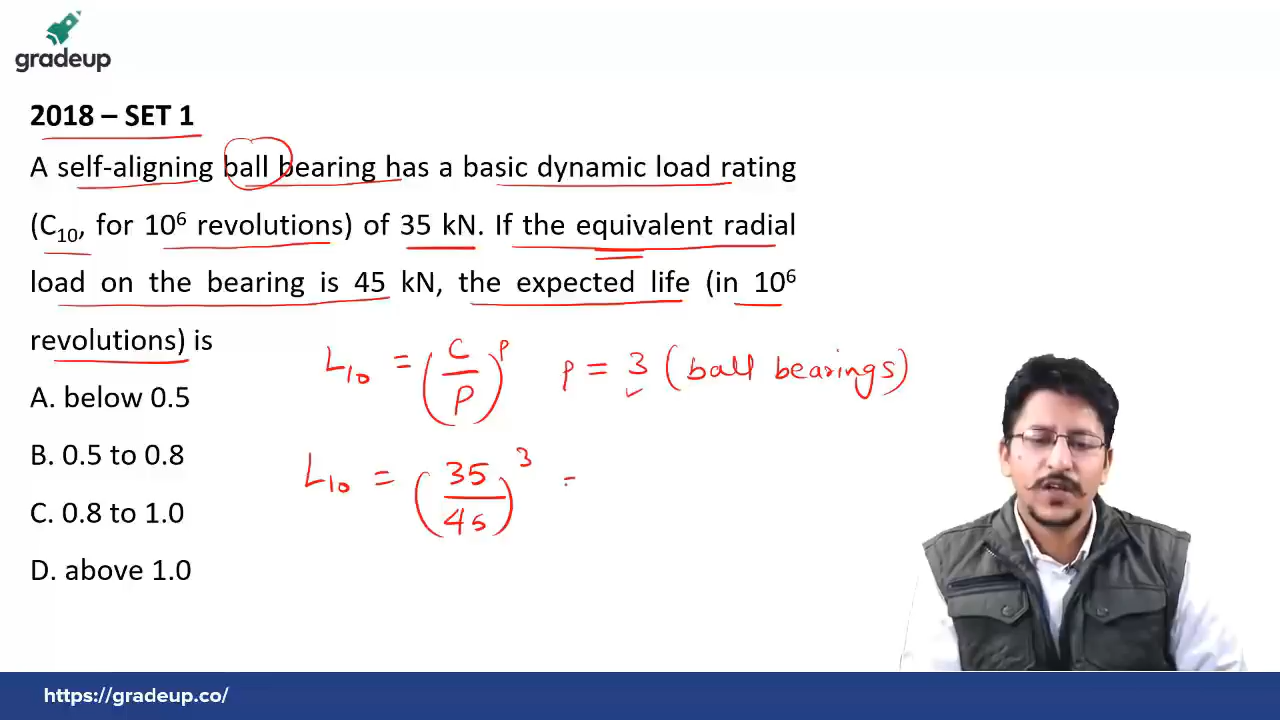 gradeup
2018 – SET 1
A self-aligning ball bearing has a basic dynamic load rating
(C₁₀, for 10⁶ revolutions) of 35 kN. If the equivalent radial
load on the bearing is 45 kN, the expected life (in 10⁶
revolutions) is
L₁₀ = (C/P)^p p = 3 (ball bearings)
A. below 0.5
B. 0.5 to 0.8
L₁₀ = (35/45)³ =
C. 0.8 to 1.0
D. above 1.0
https://gradeup.co/